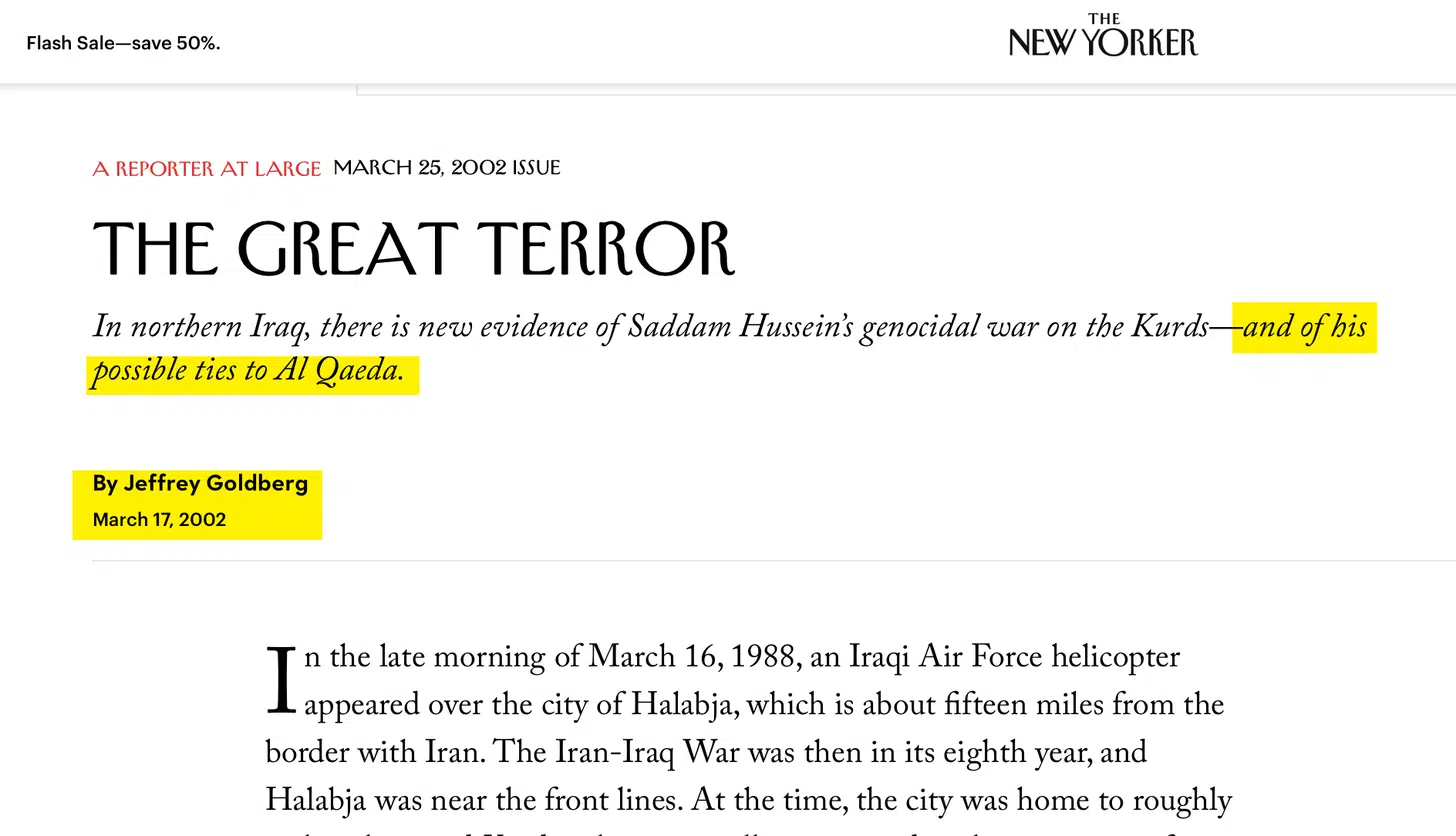 Flash Sale—save 50%.
THE
NEW YORKER
A REPORTER AT LARGE MARCH 25, 2002 ISSUE
THE GREAT TERROR
In northern Iraq, there is new evidence of Saddam Hussein's genocidal war on the Kurds—and of his
possible ties to Al Qaeda.
By Jeffrey Goldberg
March 17, 2002
In the late morning of March 16, 1988, an Iraqi Air Force helicopter
appeared over the city of Halabja, which is about fifteen miles from the
border with Iran. The Iran-Iraq War was then in its eighth year, and
Halabja was near the front lines. At the time, the city was home to roughly